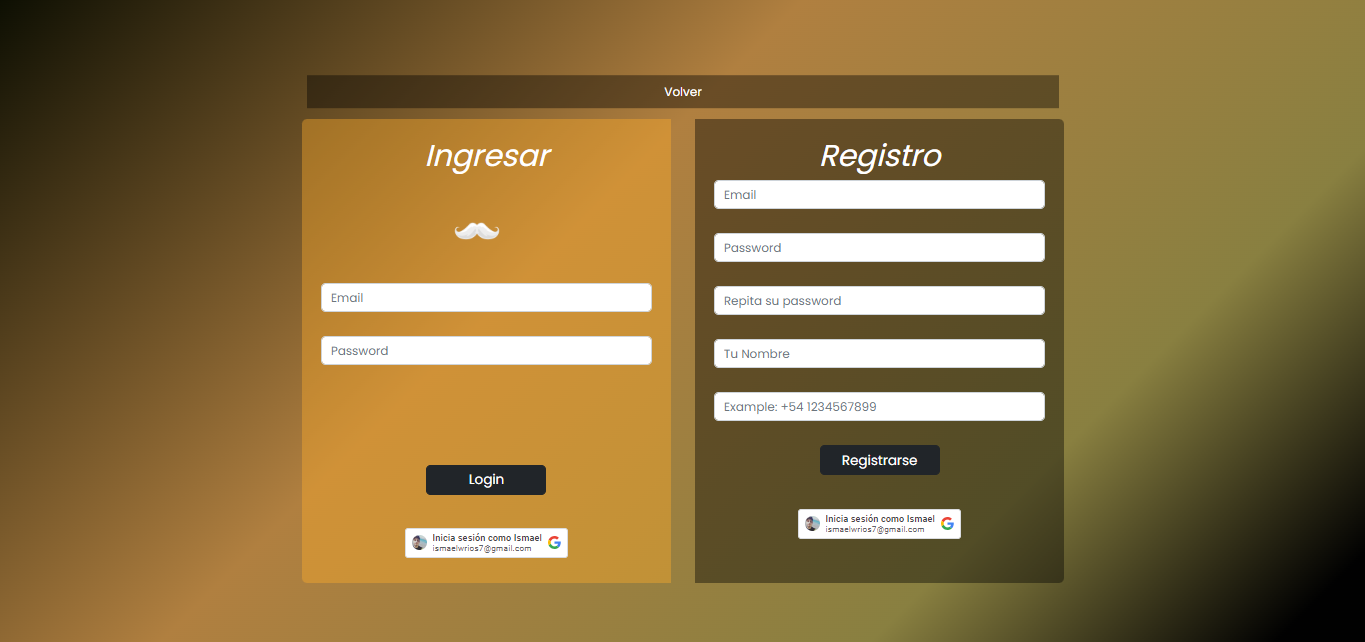 Volver
Ingresar
Email
Password
Login
Inicia sesión como Ismael
ismaelwrios7@gmail.com
Registro
Email
Password
Repita su password
Tu Nombre
Example: +54 1234567899
Registrarse
Inicia sesión como Ismael
ismaelwrios7@gmail.com